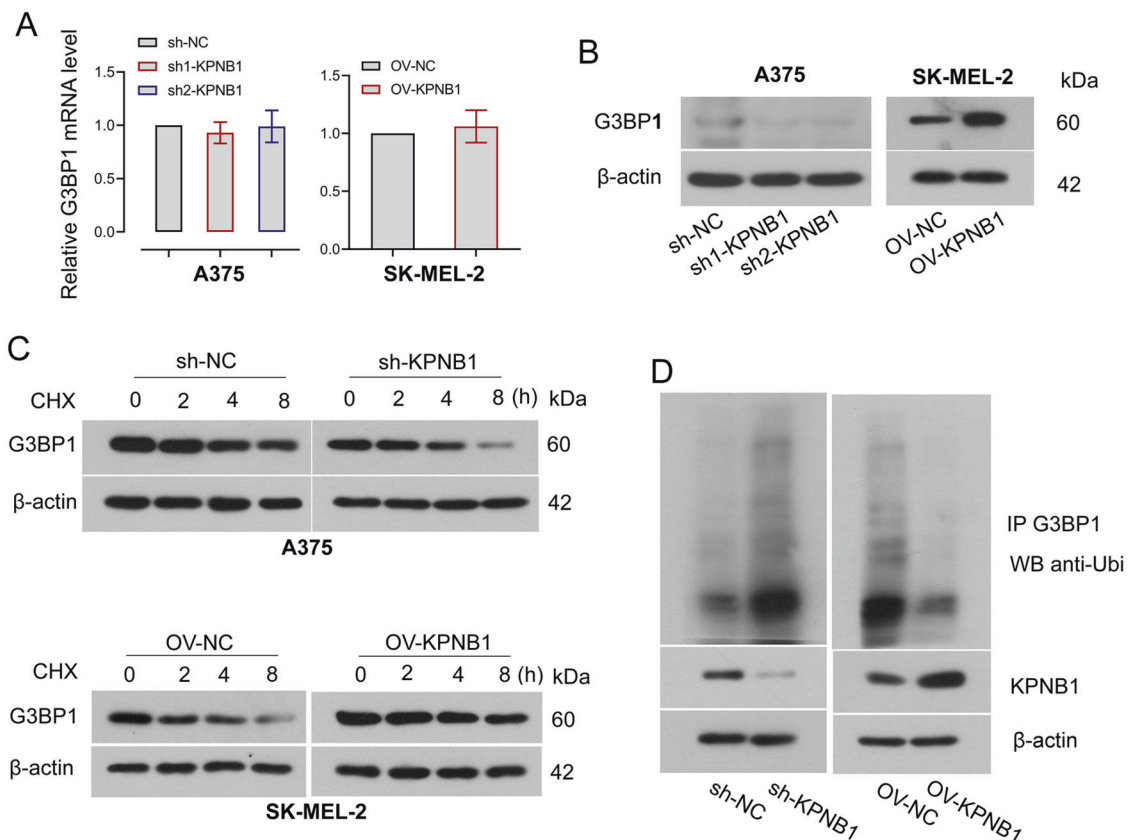 A
sh-NC
sh1-KPNB1
sh2-KPNB1
OV-NC
OV-KPNB1
Relative G3BP1 mRNA level
1.5
1.0
0.5
0.0
1.5
1.0
0.5
0.0
A375
SK-MEL-2
B
A375
SK-MEL-2
kDa
G3BP1
60
β-actin
42
sh-NC
sh1-KPNB1
sh2-KPNB1
OV-NC
OV-KPNB1
C
sh-NC
sh-KPNB1
CHX
0 2 4 8
0 2 4 8 (h)
kDa
G3BP1
60
β-actin
42
A375
OV-NC
OV-KPNB1
CHX
0 2 4 8
0 2 4 8 (h)
kDa
G3BP1
60
β-actin
42
SK-MEL-2
D
IP G3BP1
WB anti-Ubi
KPNB1
β-actin
sh-NC
sh-KPNB1
OV-NC
OV-KPNB1